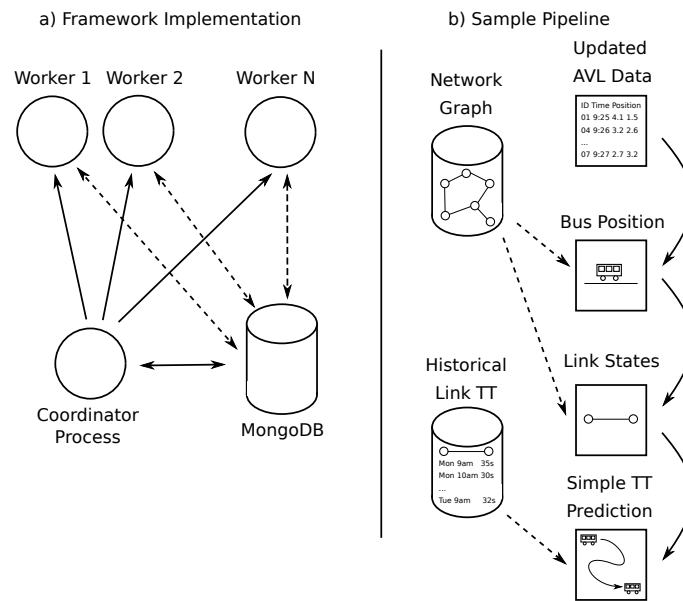 a) Framework Implementation
Worker 1
Worker 2
Worker N
Coordinator
Process
MongoDB
b) Sample Pipeline
Network
Graph
Updated
AVL Data
ID Time Position
01 9:25 4.1 1.5
04 9:26 3.2 2.6
...
07 9:27 2.7 3.2
Bus Position
Link States
Historical
Link TT
Mon 9am 35s
Mon 10am 30s
...
Tue 9am 32s
Simple TT
Prediction